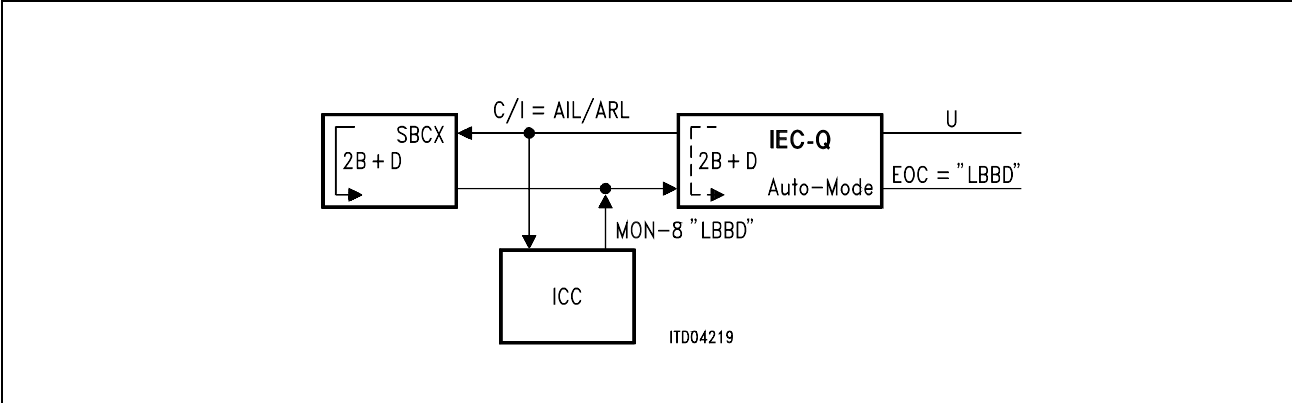 C/I = AIL/ARL
SBCX
2B + D
IEC-Q
2B + D
Auto-Mode
U
EOC = "LBBD"
MON-8 "LBBD"
ICC
ITD04219